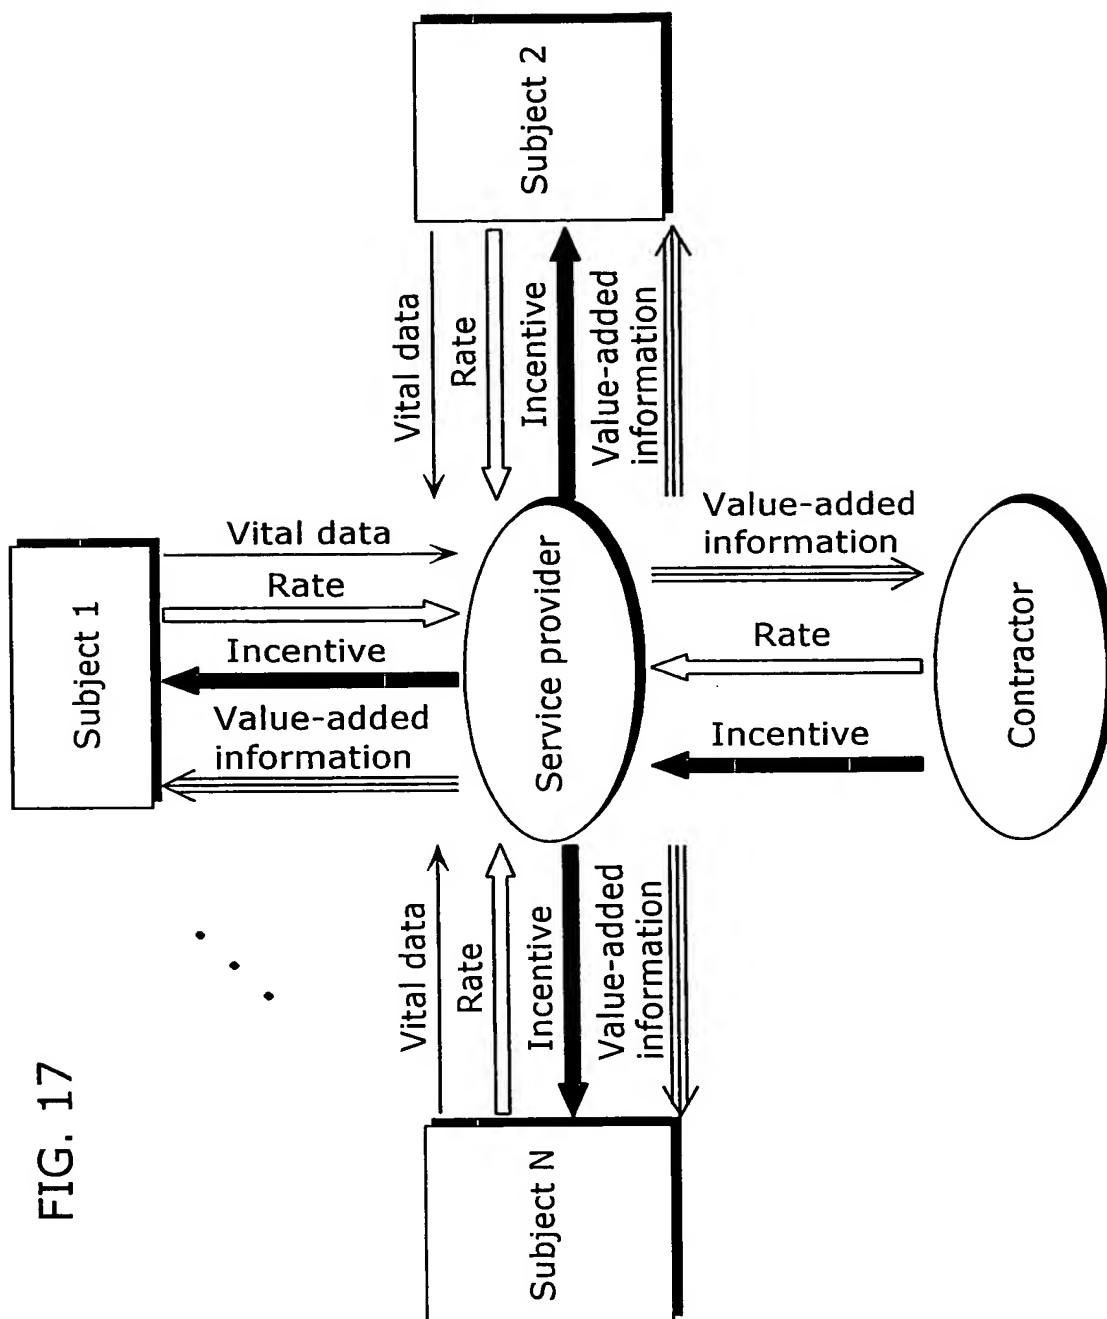 FIG. 17
Subject 1
Vital data
Rate
Incentive
Value-added
information
Subject 2
Vital data
Rate
Incentive
Value-added
information
Service provider
Subject N
Vital data
Rate
Incentive
Value-added
information
Value-added
information
Rate
Incentive
Contractor